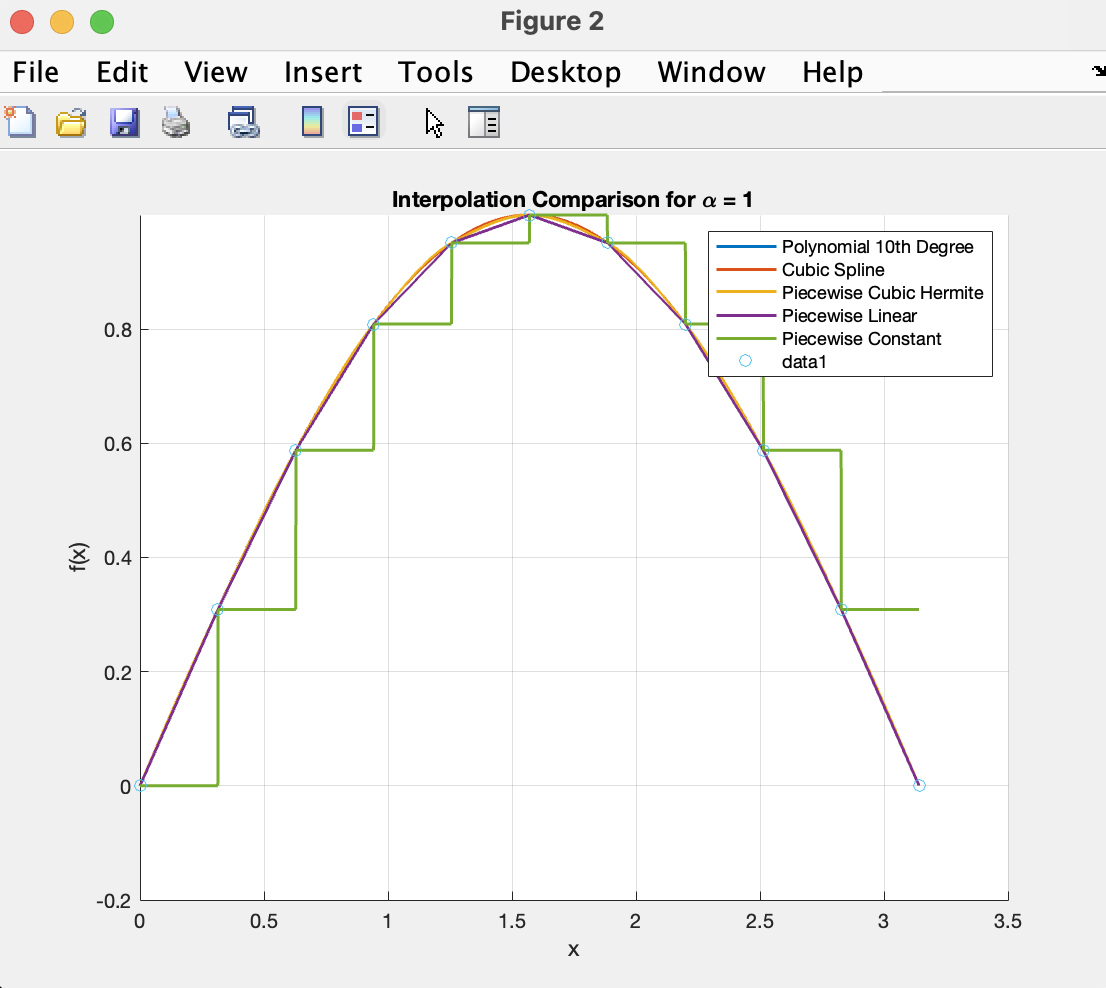 Figure 2
File Edit View Insert Tools Desktop Window Help
Interpolation Comparison for α = 1
Polynomial 10th Degree
Cubic Spline
Piecewise Cubic Hermite
Piecewise Linear
Piecewise Constant
data1
0.8
0.6
0.4
0.2
0
-0.2
f(x)
0 0.5 1 1.5 2 2.5 3 3.5
x